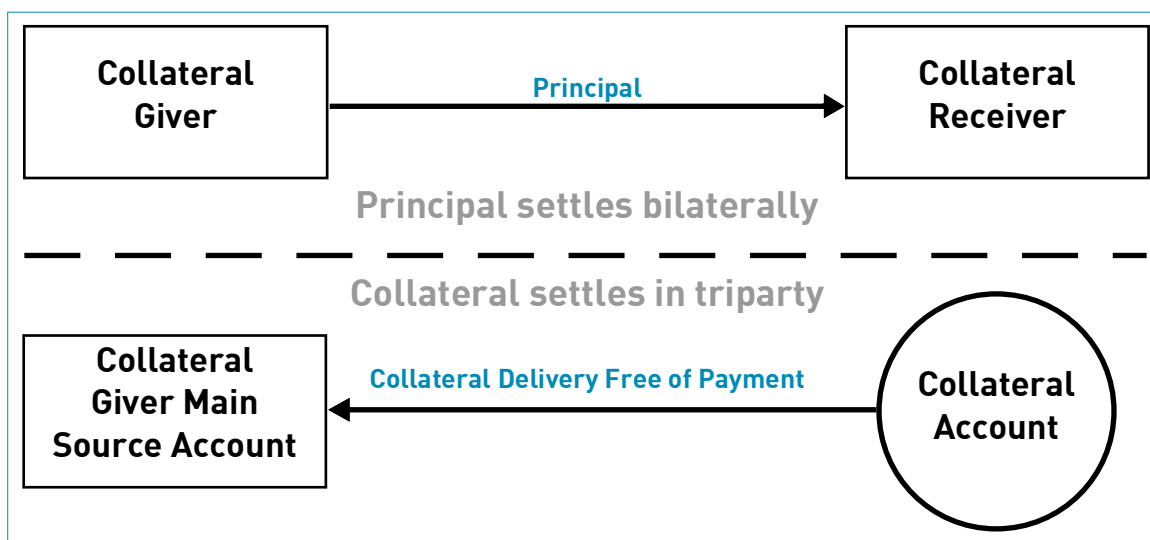 Collateral
Giver
Principal
Collateral
Receiver
Principal settles bilaterally
Collateral settles in triparty
Collateral
Giver Main
Source Account
Collateral Delivery Free of Payment
Collateral
Account